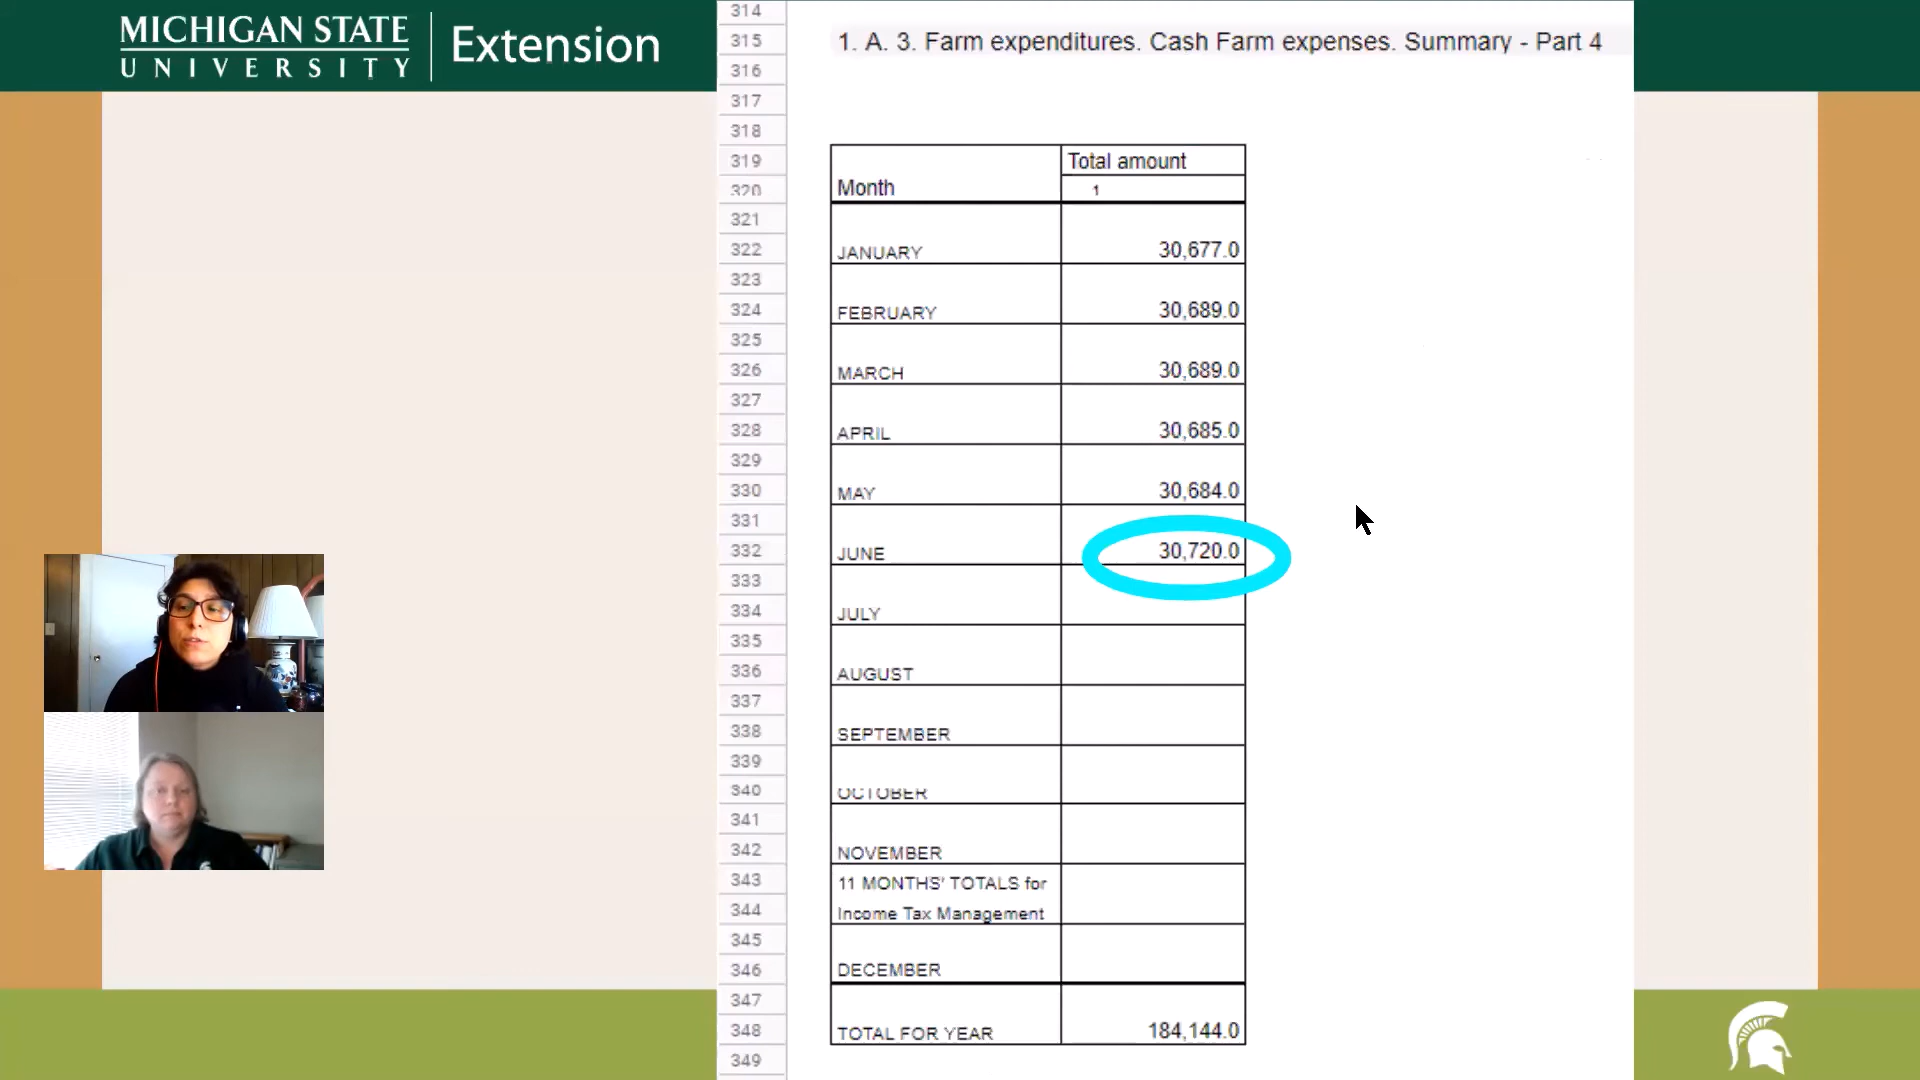 MICHIGAN STATE
UNIVERSITY
Extension
314
315
1. A. 3. Farm expenditures. Cash Farm expenses. Summary - Part 4
316
317
318
319
Total amount
320
Month
1
321
322
JANUARY
30,677.0
323
324
FEBRUARY
30,689.0
325
326
MARCH
30,689.0
327
328
APRIL
30,685.0
329
330
MAY
30,684.0
331
332
JUNE
30,720.0
333
334
JULY
335
336
AUGUST
337
338
SEPTEMBER
339
340
OCTOBER
341
342
NOVEMBER
343
11 MONTHS' TOTALS for
344
Income Tax Management
345
346
DECEMBER
347
348
TOTAL FOR YEAR
184,144.0
349